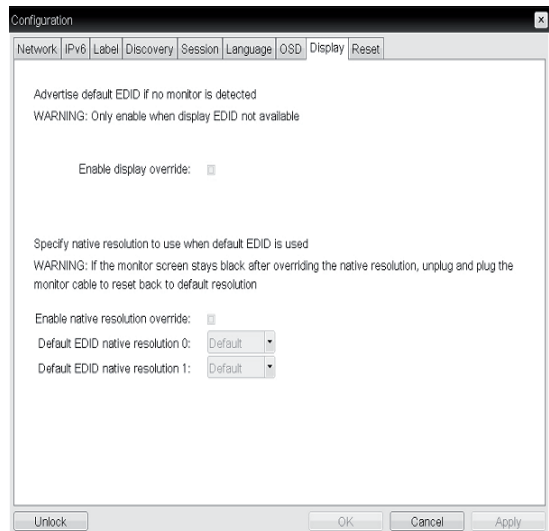 Configuration
Network IPv6 Label Discovery Session Language OSD Display Reset
Advertise default EDID if no monitor is detected
WARNING: Only enable when display EDID not available
Enable display override:
Specify native resolution to use when default EDID is used
WARNING: If the monitor screen stays black after overriding the native resolution, unplug and plug the
monitor cable to reset back to default resolution
Enable native resolution override:
Default EDID native resolution 0: Default
Default EDID native resolution 1: Default
Unlock OK Cancel Apply